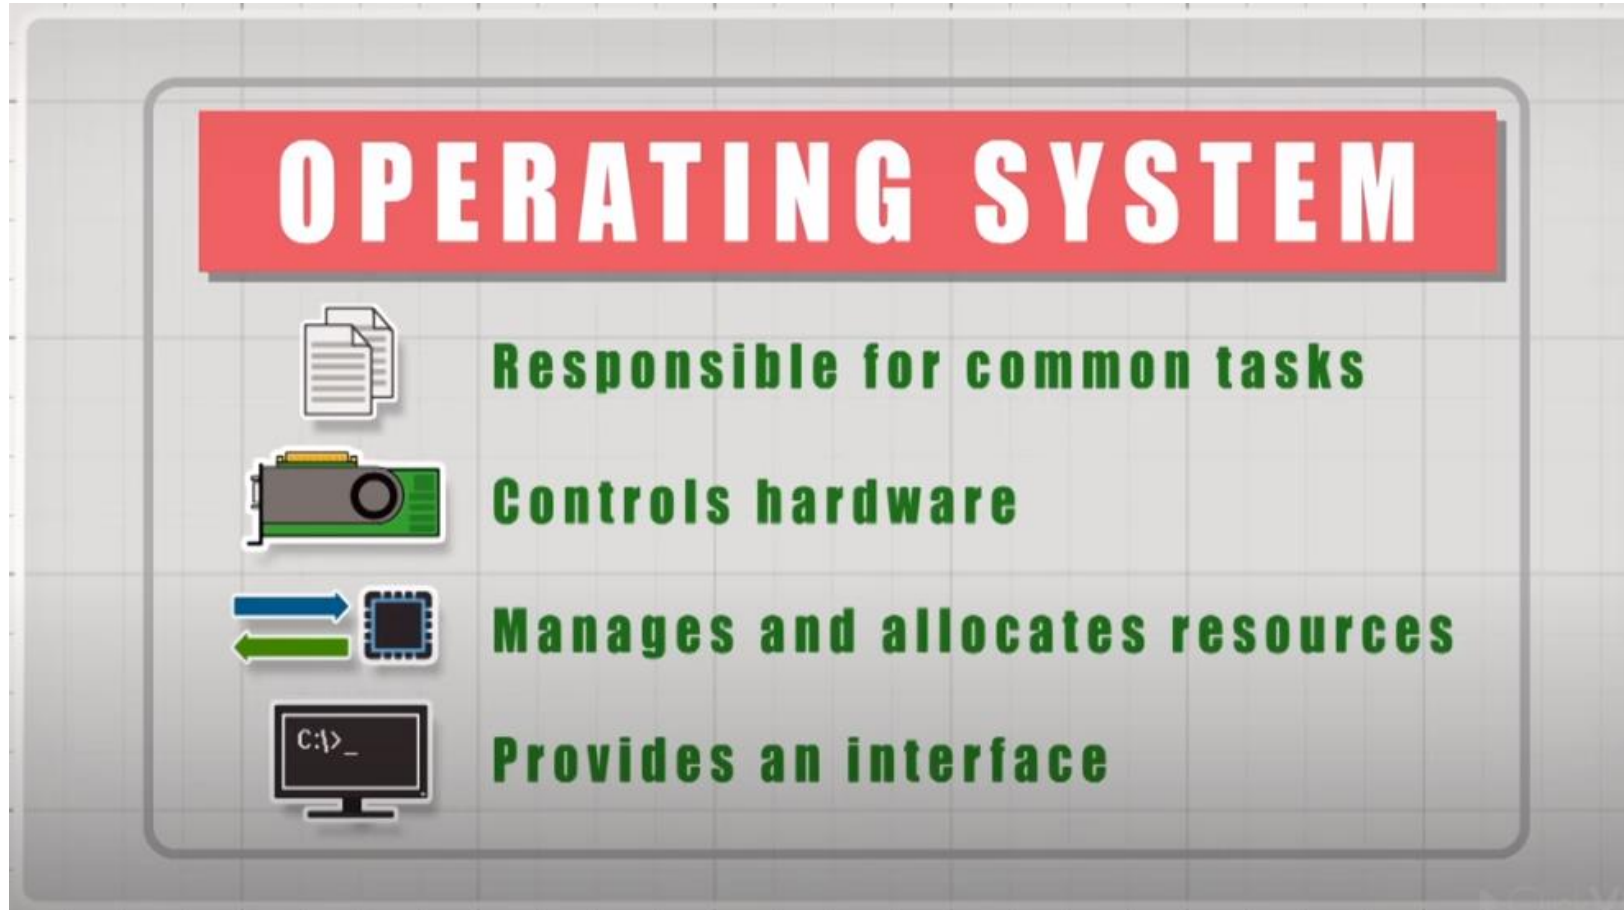 OPERATING SYSTEM
Responsible for common tasks
Controls hardware
Manages and allocates resources
C:\>_
Provides an interface